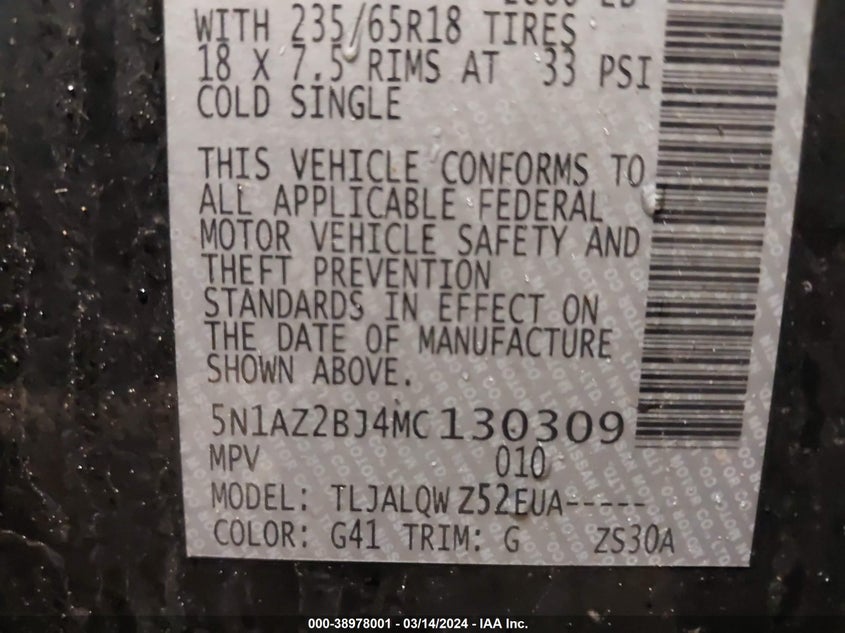 WITH 235/65R18 TIRES
18 X 7.5 RIMS AT 33 PSI
COLD SINGLE
THIS VEHICLE CONFORMS TO
ALL APPLICABLE FEDERAL
MOTOR VEHICLE SAFETY AND
THEFT PREVENTION
STANDARDS IN EFFECT ON
THE DATE OF MANUFACTURE
SHOWN ABOVE.
5N1AZ2BJ4MC130309
MPV 010
MODEL: TLJALQW Z52EUA-----
COLOR: G41 TRIM: G ZS30A
000-38978001 - 03/14/2024 - IAA Inc.